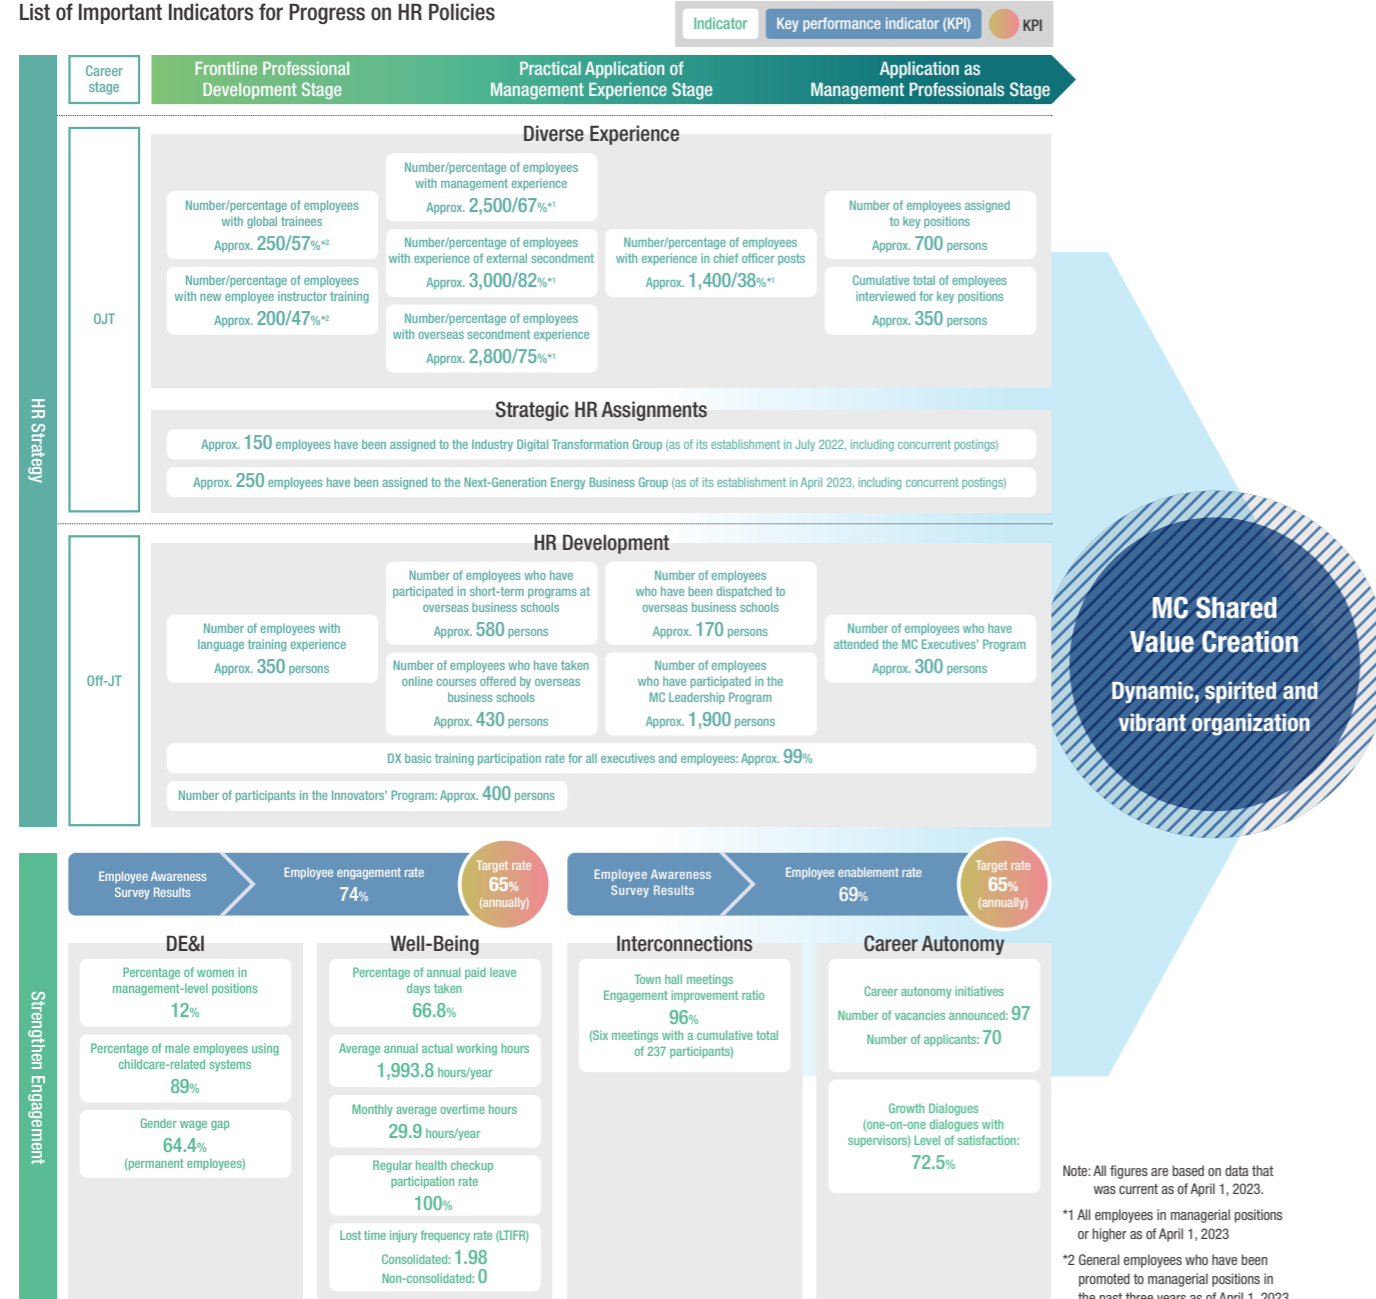 List of Important Indicators for Progress on HR Policies
Indicator
Key performance indicator (KPI)
KPI
HR Strategy
Career
stage
Frontline Professional
Development Stage
Practical Application of
Management Experience Stage
Application as
Management Professionals Stage
OJT
Diverse Experience
Number/percentage of employees
with global trainees
Approx. 250/57%*2
Number/percentage of employees
with new employee instructor training
Approx. 200/47%*2
Number/percentage of employees
with management experience
Approx. 2,500/67%*1
Number/percentage of employees
with experience of external secondment
Approx. 3,000/82%*1
Number/percentage of employees
with overseas secondment experience
Approx. 2,800/75%*1
Number/percentage of employees
with experience in chief officer posts
Approx. 1,400/38%*1
Number of employees assigned
to key positions
Approx. 700 persons
Cumulative total of employees
interviewed for key positions
Approx. 350 persons
Strategic HR Assignments
Approx. 150 employees have been assigned to the Industry Digital Transformation Group (as of its establishment in July 2022, including concurrent postings)
Approx. 250 employees have been assigned to the Next-Generation Energy Business Group (as of its establishment in April 2023, including concurrent postings)
Off-JT
HR Development
Number of employees with
language training experience
Approx. 350 persons
Number of employees who have
participated in short-term programs at
overseas business schools
Approx. 580 persons
Number of employees who have taken
online courses offered by overseas
business schools
Approx. 430 persons
Number of employees
who have been dispatched to
overseas business schools
Approx. 170 persons
Number of employees
who have participated in the
MC Leadership Program
Approx. 1,900 persons
Number of employees who have
attended the MC Executives' Program
Approx. 300 persons
DX basic training participation rate for all executives and employees: Approx. 99%
Number of participants in the Innovators' Program: Approx. 400 persons
MC Shared
Value Creation
Dynamic, spirited and
vibrant organization
Strengthen Engagement
Employee Awareness
Survey Results
Employee engagement rate
74%
Target rate
65%
(annually)
Employee Awareness
Survey Results
Employee enablement rate
69%
Target rate
65%
(annually)
DE&I
Percentage of women in
management-level positions
12%
Percentage of male employees using
childcare-related systems
89%
Gender wage gap
64.4%
(permanent employees)
Well-Being
Percentage of annual paid leave
days taken
66.8%
Average annual actual working hours
1,993.8 hours/year
Monthly average overtime hours
29.9 hours/year
Regular health checkup
participation rate
100%
Lost time injury frequency rate (LTIFR)
Consolidated: 1.98
Non-consolidated: 0
Interconnections
Town hall meetings
Engagement improvement ratio
96%
(Six meetings with a cumulative total
of 237 participants)
Career Autonomy
Career autonomy initiatives
Number of vacancies announced: 97
Number of applicants: 70
Growth Dialogues
(one-on-one dialogues with
supervisors) Level of satisfaction:
72.5%
Note: All figures are based on data that
was current as of April 1, 2023.
*1 All employees in managerial positions
or higher as of April 1, 2023
*2 General employees who have been
promoted to managerial positions in
the past three years as of April 1, 2023